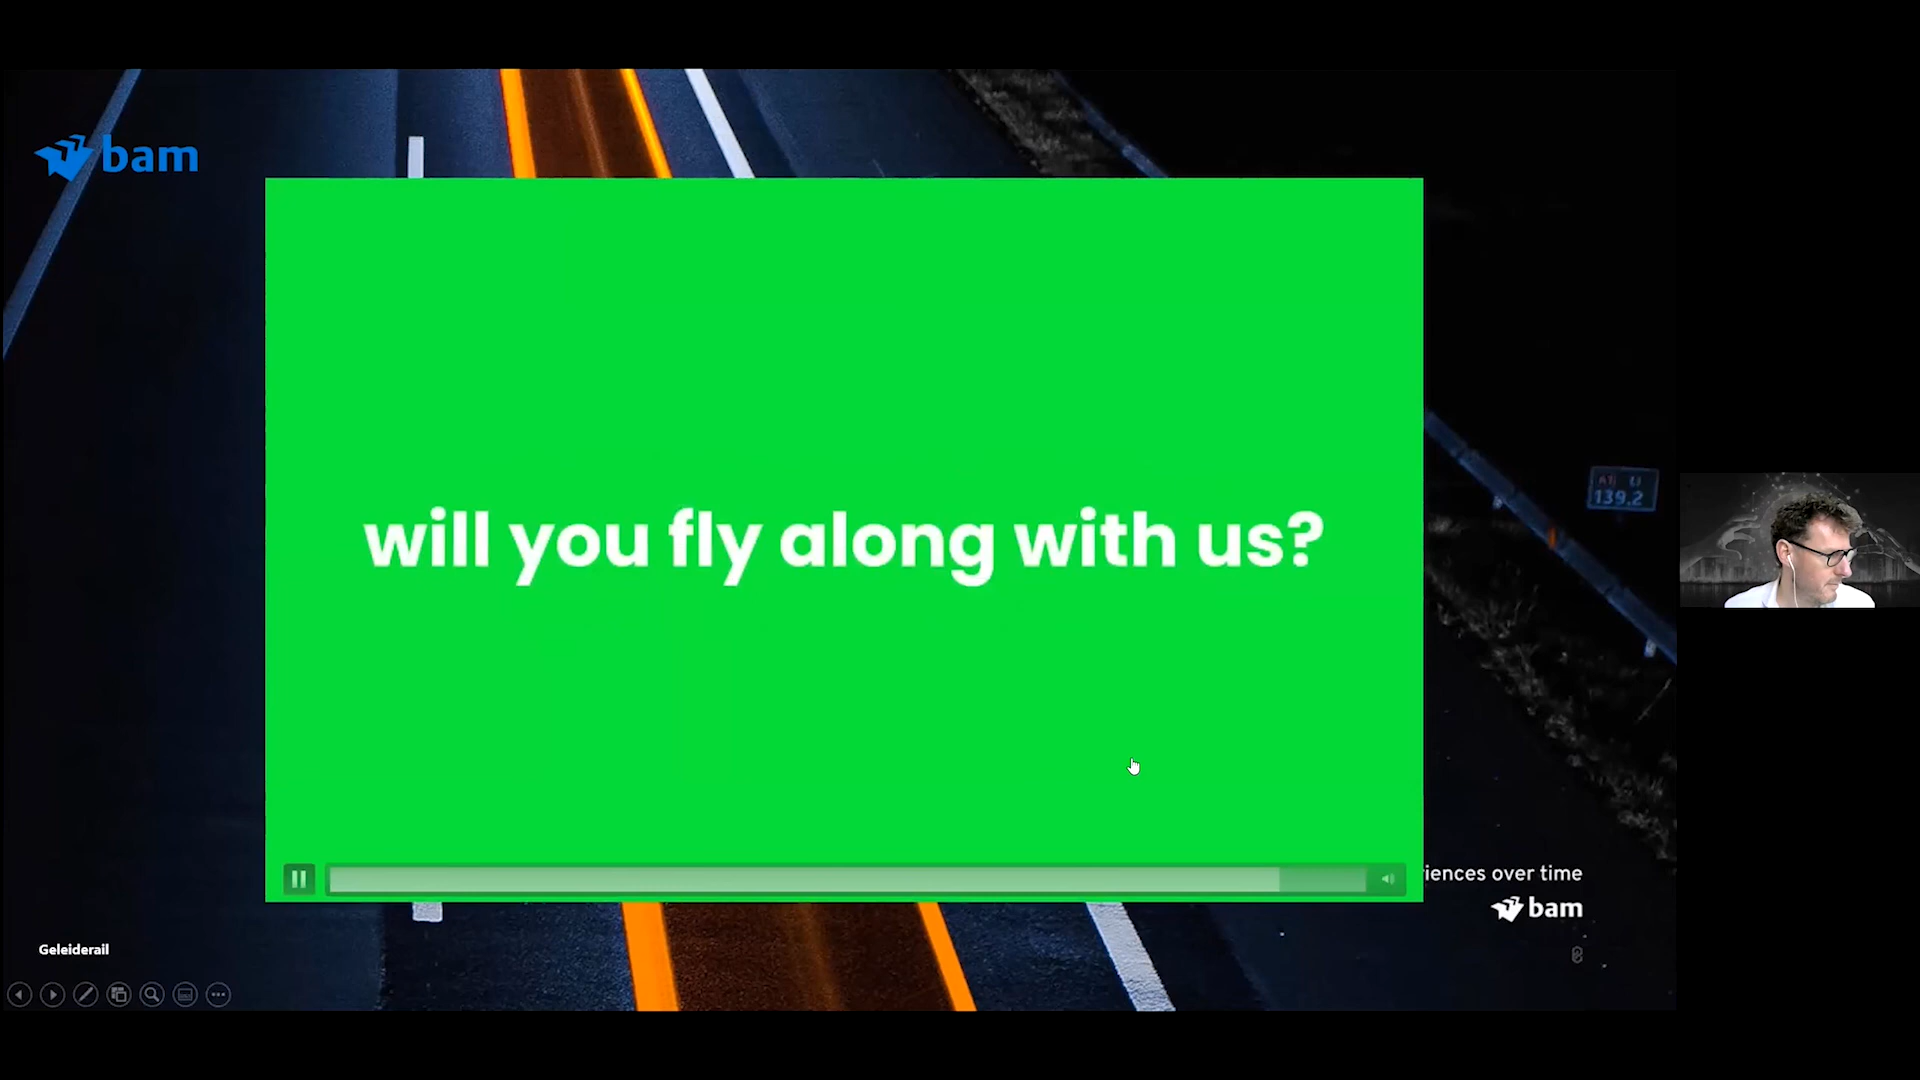 bam
will you fly along with us?
139.2
iences over time
bam
Geleiderail